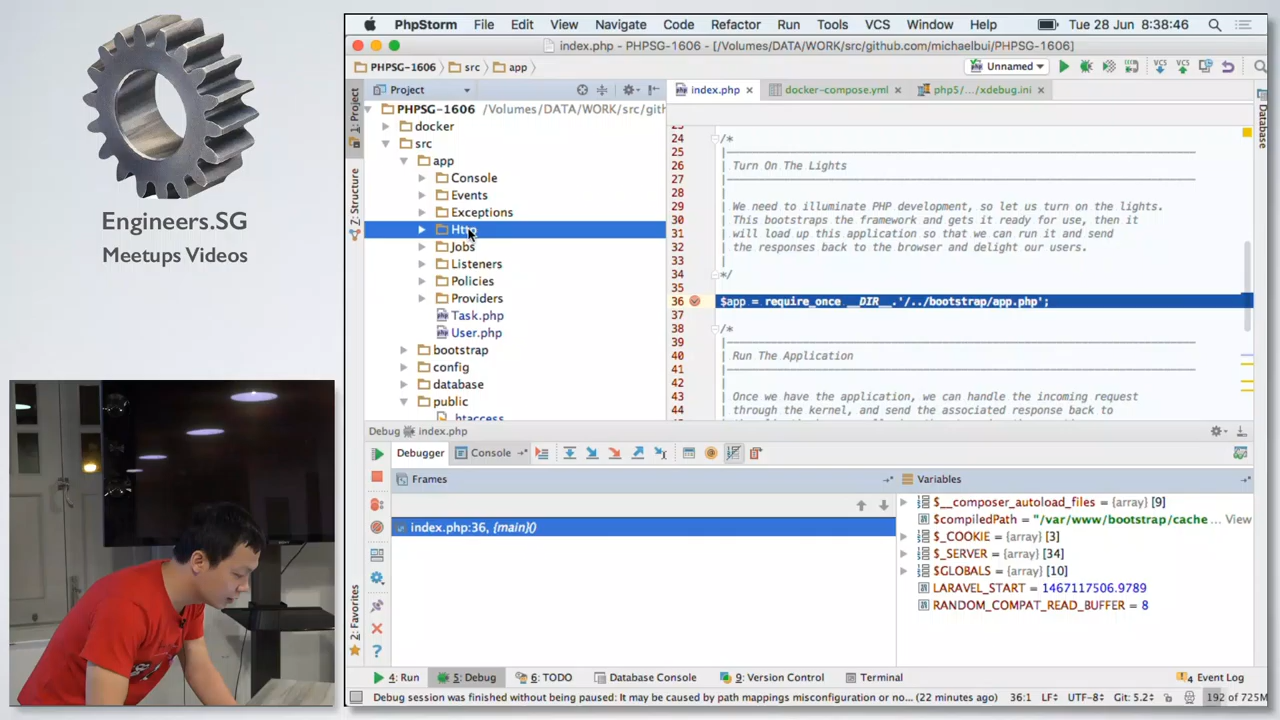 Engineers.SG
Meetups Videos
PhpStorm File Edit View Navigate Code Refactor Run Tools VCS Window Help Tue 28 Jun 8:38:46
index.php - PHPSG-1606 - [/Volumes/DATA/WORK/src/github.com/michaelbui/PHPSG-1606]
PHPSG-1606 src app Unnamed VCS VCS
1: Project
7: Structure
2: Favorites
Project
index.php docker-compose.yml php5/.../xdebug.ini
Database
PHPSG-1606 /Volumes/DATA/WORK/src/gith
docker
src
app
Console
Events
Exceptions
Http
Jobs
Listeners
Policies
Providers
Task.php
User.php
bootstrap
config
database
public
.htaccess
24 /*
25 |
26 | Turn On The Lights
27 |
28 |
29 | We need to illuminate PHP development, so let us turn on the lights.
30 | This bootstraps the framework and gets it ready for use, then it
31 | will load up this application so that we can run it and send
32 | the responses back to the browser and delight our users.
33 |
34 */
35
36 $app = require_once __DIR__.'/../bootstrap/app.php';
37
38 /*
39 |
40 | Run The Application
41 |
42 |
43 | Once we have the application, we can handle the incoming request
44 | through the kernel, and send the associated response back to
Debug index.php
Debugger Console
Frames
index.php:36, {main}()
Variables
$__composer_autoload_files = {array} [9]
$compiledPath = "/var/www/bootstrap/cache ... View
$_COOKIE = {array} [3]
$_SERVER = {array} [34]
$GLOBALS = {array} [10]
LARAVEL_START = 1467117506.9789
RANDOM_COMPAT_READ_BUFFER = 8
4: Run 5: Debug 6: TODO Database Console 9: Version Control Terminal 4 Event Log
Debug session was finished without being paused: It may be caused by path mappings misconfiguration or no... (22 minutes ago) 36:1 LF UTF-8 Git: 5.2 192 of 725M